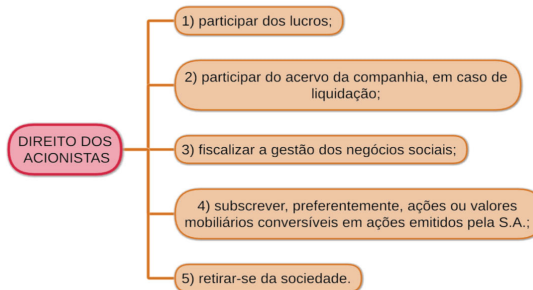 DIREITO DOS
ACIONISTAS
1) participar dos lucros;
2) participar do acervo da companhia, em caso de
liquidação;
3) fiscalizar a gestão dos negócios sociais;
4) subscrever, preferentemente, ações ou valores
mobiliários conversíveis em ações emitidos pela S.A.;
5) retirar-se da sociedade.